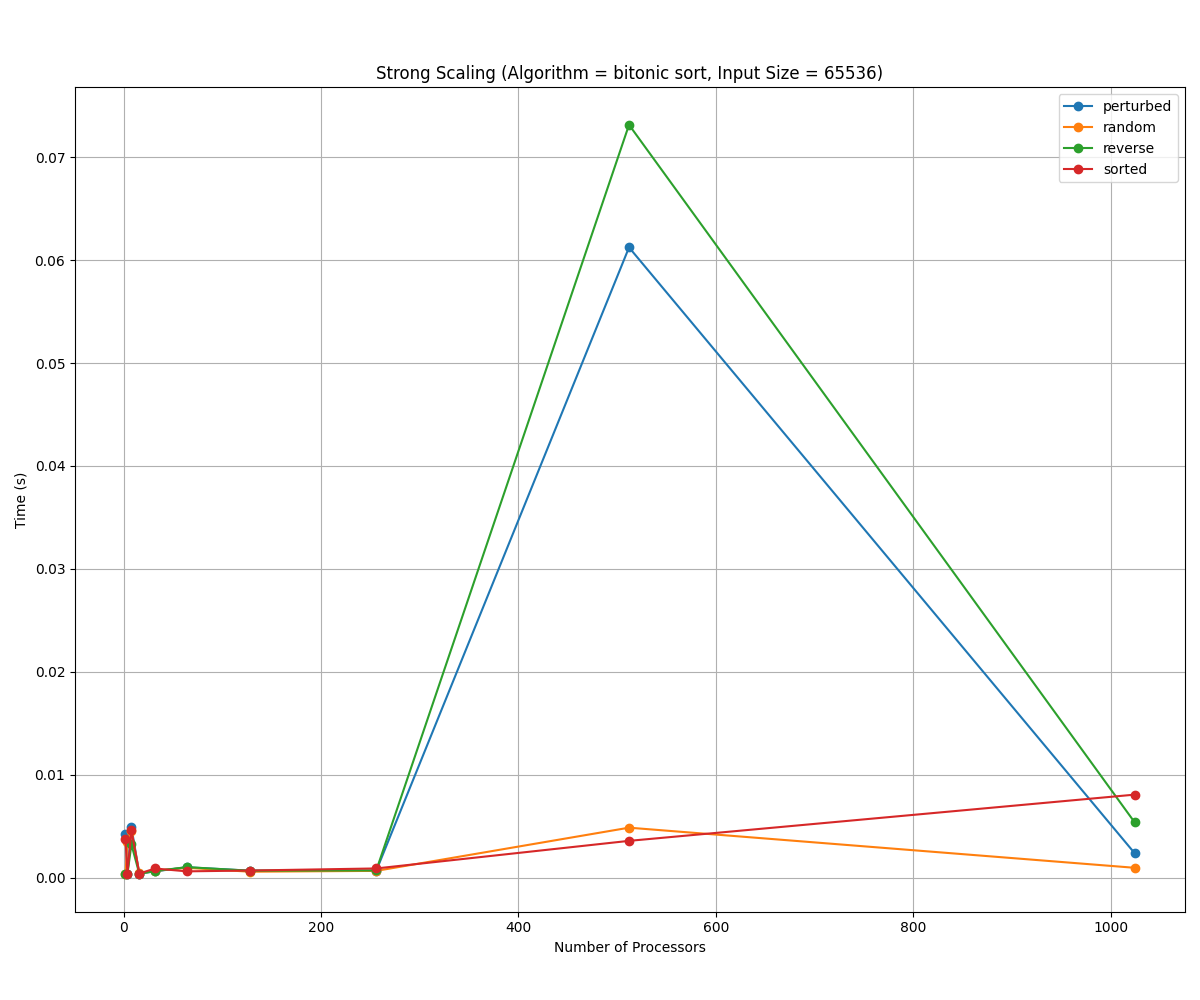 Strong Scaling (Algorithm = bitonic sort, Input Size = 65536)
perturbed
random
reverse
sorted
0.07
0.06
0.05
0.04
0.03
0.02
0.01
0.00
Time (s)
0 200 400 600 800 1000
Number of Processors